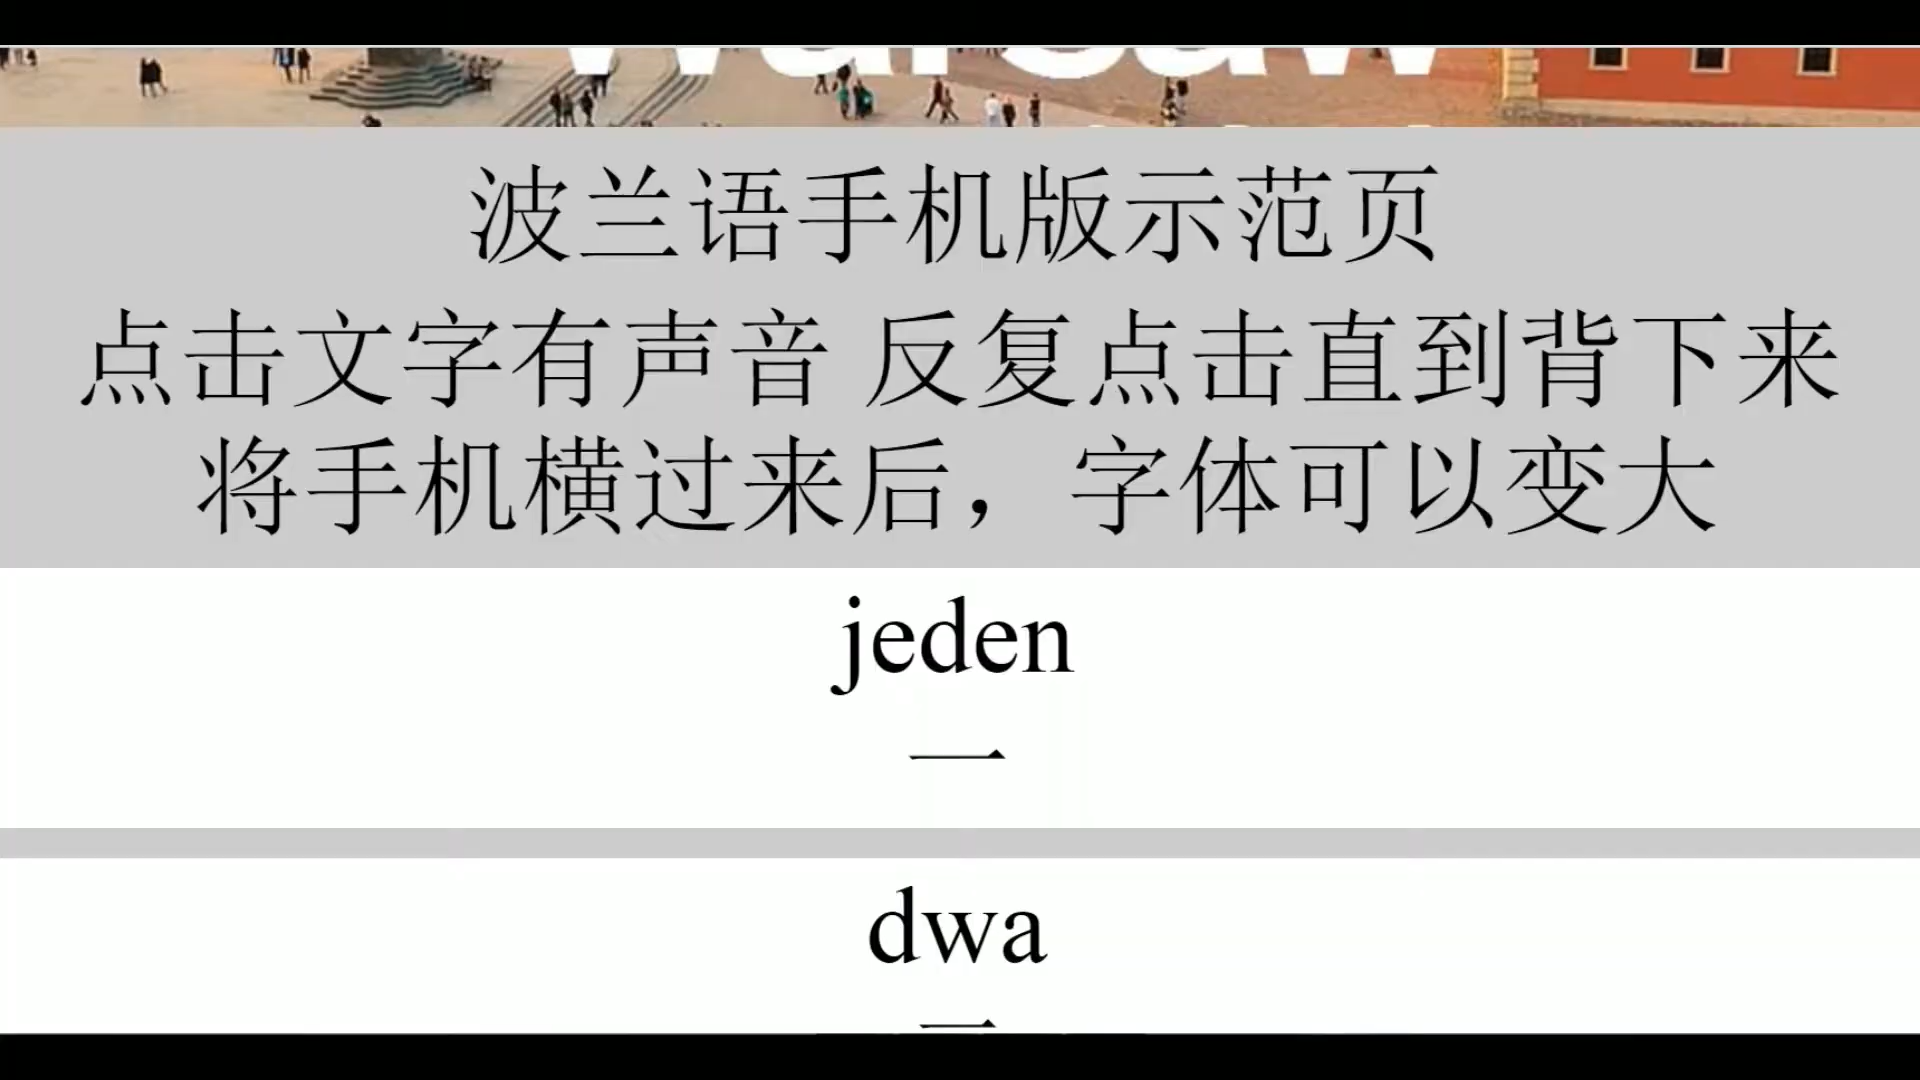 Warsaw
波兰语手机版示范页
点击文字有声音 反复点击直到背下来
将手机横过来后，字体可以变大
jeden
一
dwa